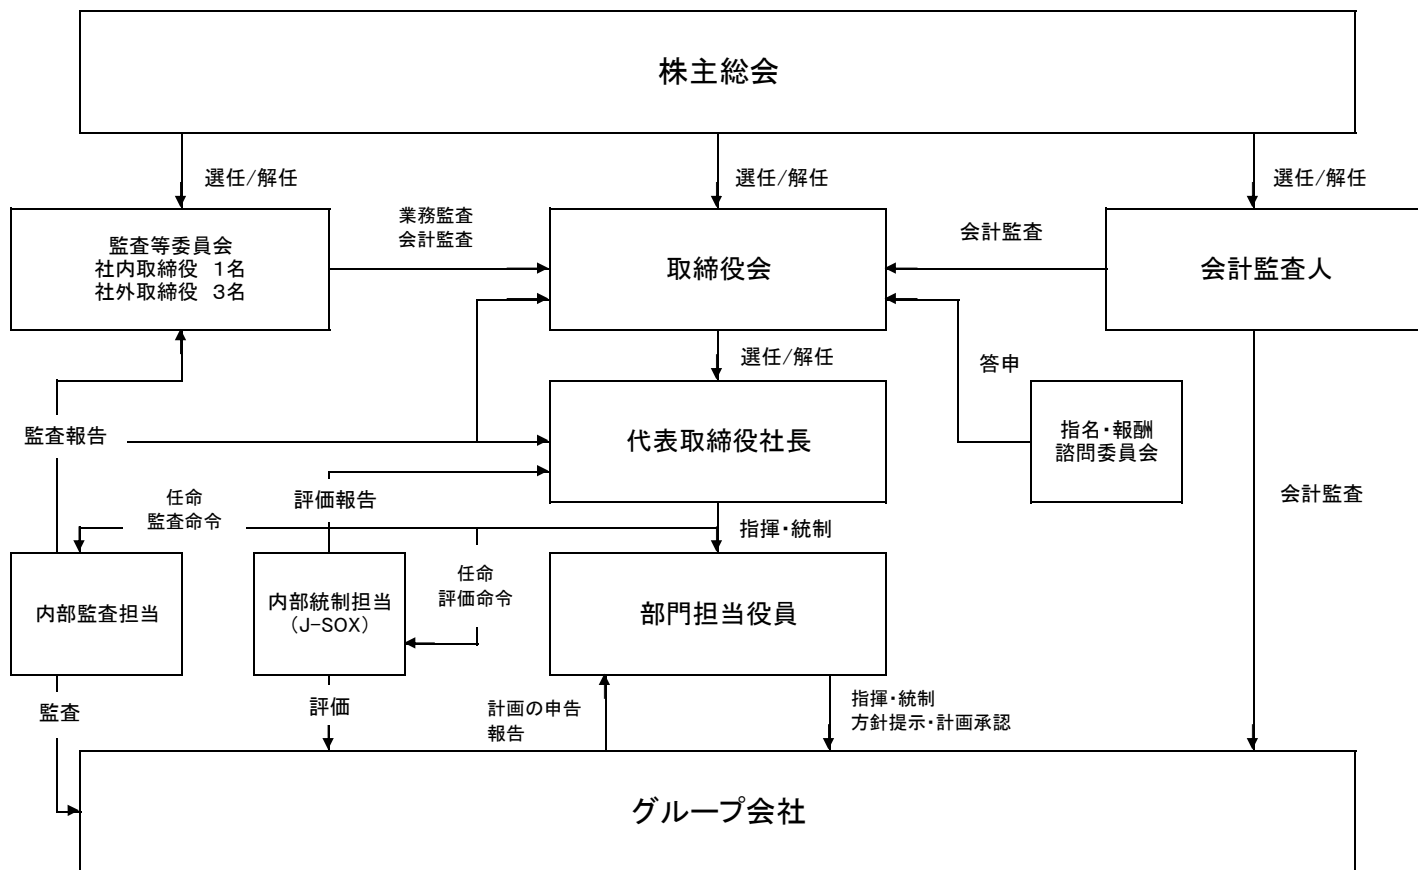 株主総会
選任/解任
選任/解任
選任/解任
監査等委員会
社内取締役　1名
社外取締役　3名
業務監査
会計監査
取締役会
会計監査
会計監査人
選任/解任
答申
監査報告
代表取締役社長
指名・報酬
諮問委員会
任命
監査命令
評価報告
会計監査
指揮・統制
内部監査担当
内部統制担当
（J-SOX）
任命
評価命令
部門担当役員
監査
評価
計画の申告
報告
指揮・統制
方針提示・計画承認
グループ会社